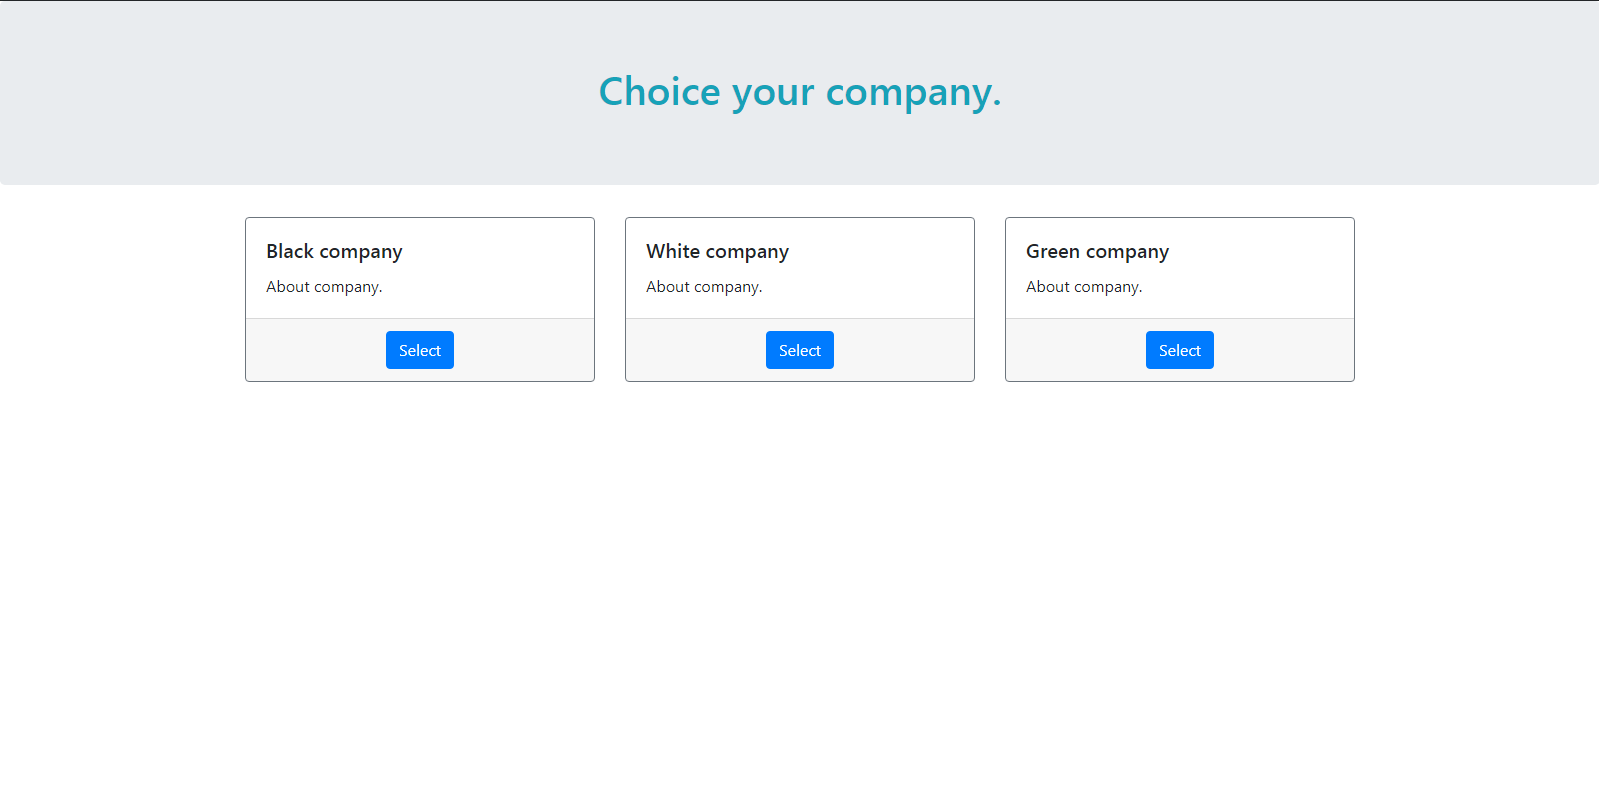 Choice your company.
Black company
About company.
Select
White company
About company.
Select
Green company
About company.
Select